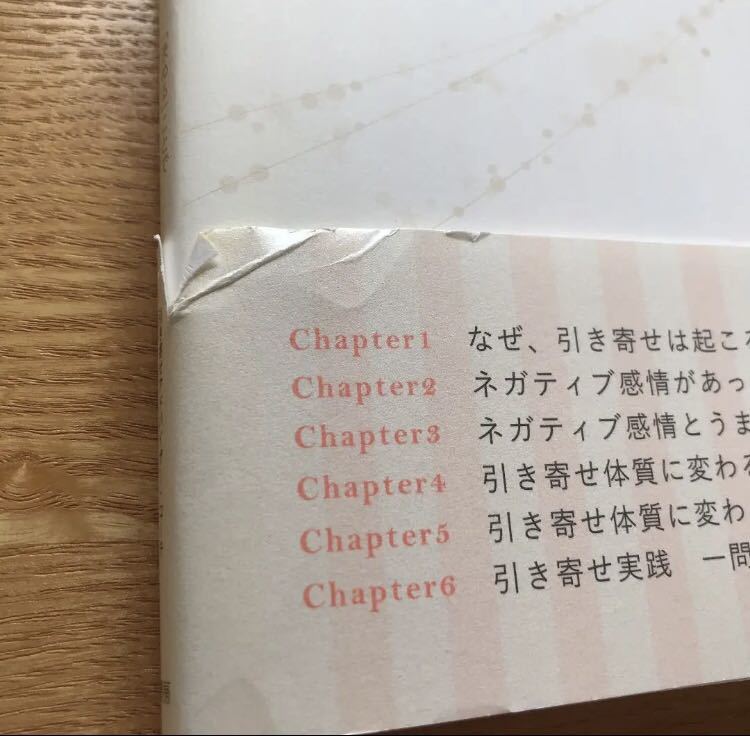 Chapter1 なぜ、引き寄せは起こ
Chapter2 ネガティブ感情があっ
Chapter3 ネガティブ感情とうま
Chapter4 引き寄せ体質に変わる
Chapter5 引き寄せ体質に変わ
Chapter6 引き寄せ実践 一問